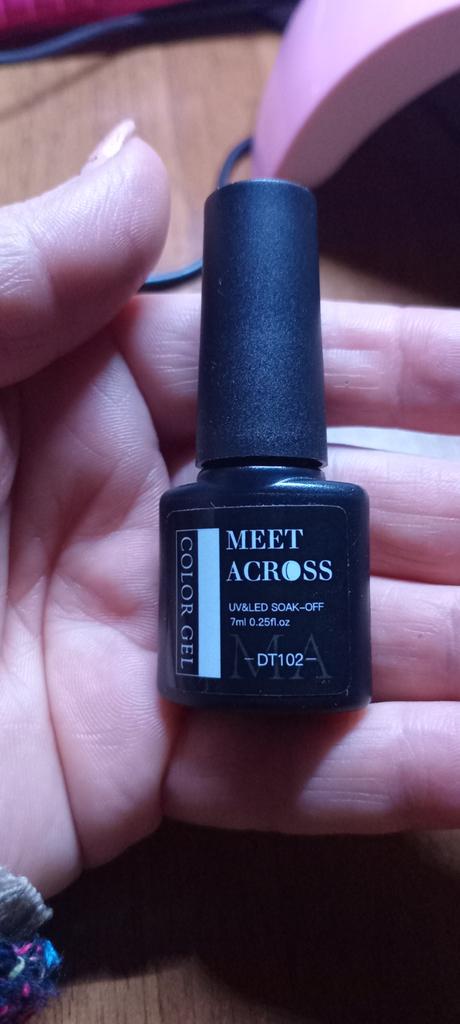 COLOR GEL
MEET
ACROSS
UV&LED SOAK-OFF
7ml 0.25fl.oz
MA
-DT102-